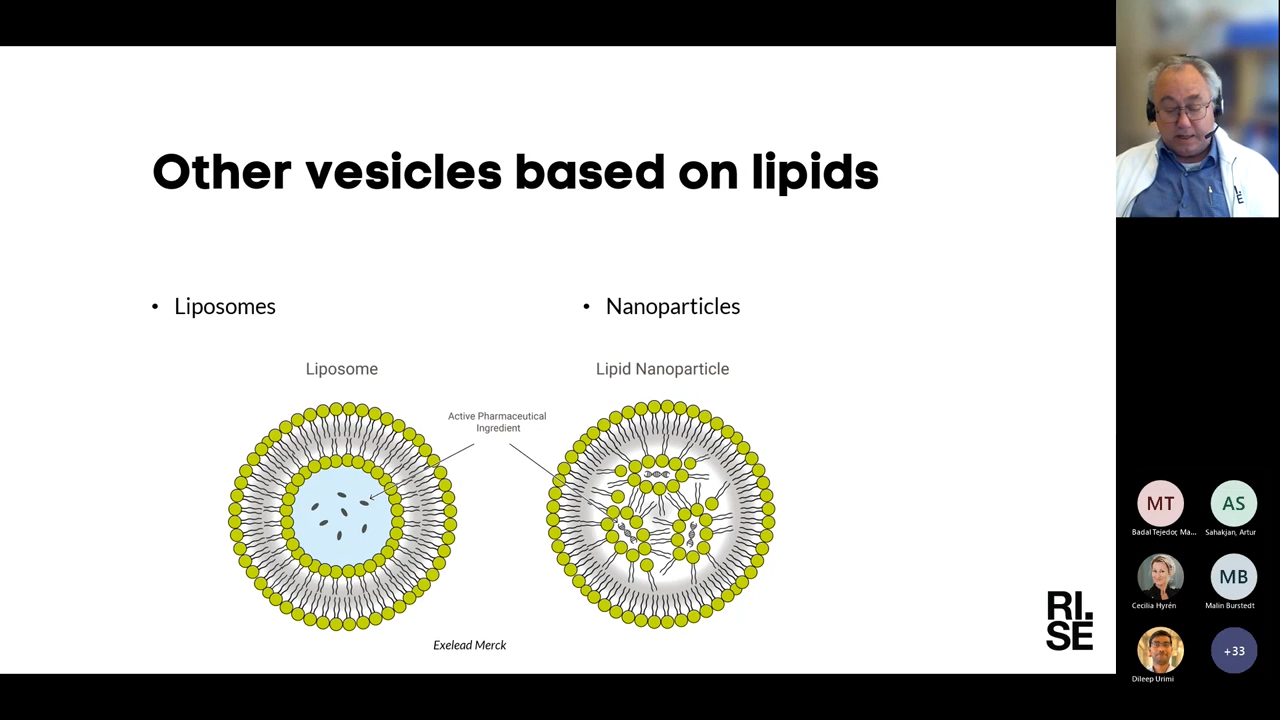 Other vesicles based on lipids
• Liposomes
• Nanoparticles
Liposome
Lipid Nanoparticle
Active Pharmaceutical
Ingredient
Exelead Merck
RI.
SE
MT
AS
Badal Tejedor, Ma...
Sahakjan, Artur
MB
Cecilia Hyrén
Malin Burstedt
+33
Dileep Urimi